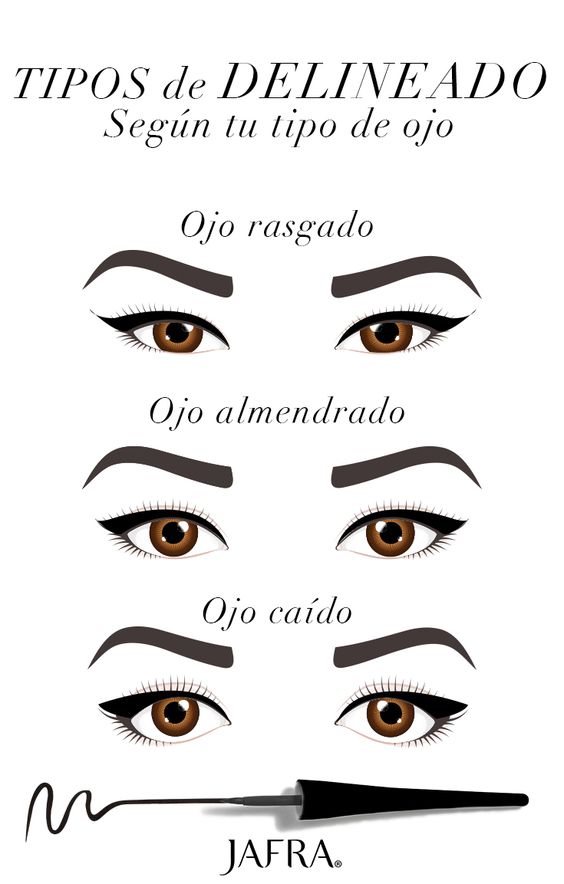 TIPOS de DELINEADO
Según tu tipo de ojo
Ojo rasgado
Ojo almendrado
Ojo caído
JAFRA®